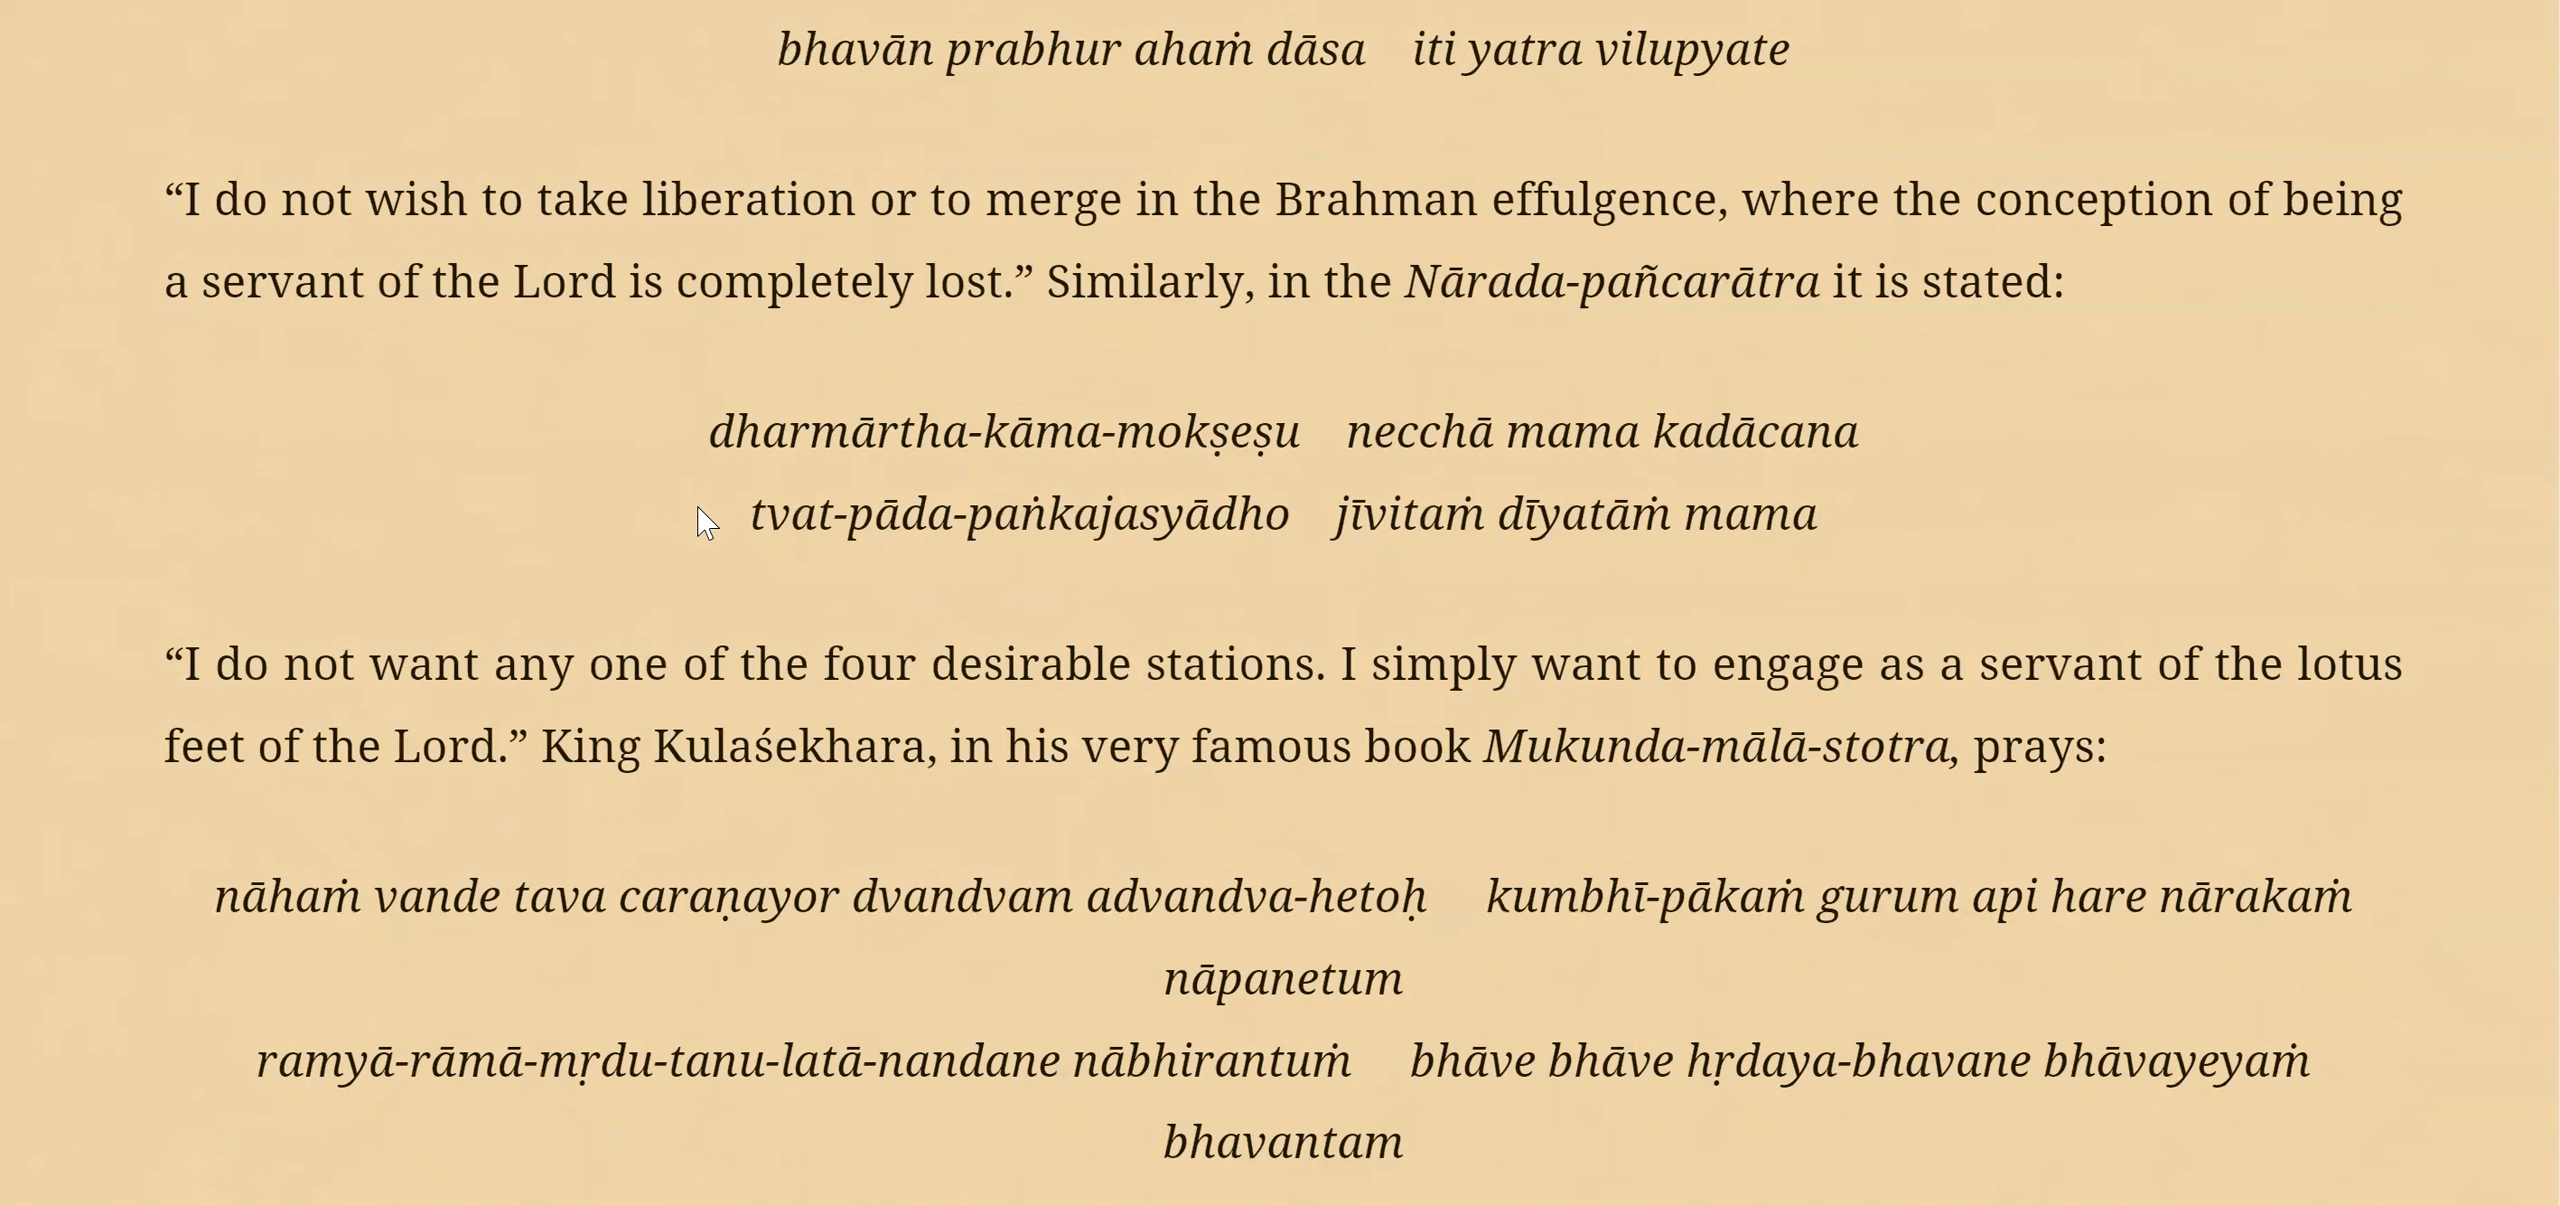 bhavān prabhur ahaṁ dāsa    iti yatra vilupyate
“I do not wish to take liberation or to merge in the Brahman effulgence, where the conception of being
a servant of the Lord is completely lost.” Similarly, in the Nārada-pañcarātra it is stated:
dharmārtha-kāma-mokṣeṣu    necchā mama kadācana
tvat-pāda-paṅkajasyādho    jīvitaṁ dīyatāṁ mama
“I do not want any one of the four desirable stations. I simply want to engage as a servant of the lotus
feet of the Lord.” King Kulaśekhara, in his very famous book Mukunda-mālā-stotra, prays:
nāhaṁ vande tava caraṇayor dvandvam advandva-hetoḥ    kumbhī-pākaṁ gurum api hare nārakaṁ
nāpanetum
ramyā-rāmā-mṛdu-tanu-latā-nandane nābhirantuṁ    bhāve bhāve hṛdaya-bhavane bhāvayeyaṁ
bhavantam